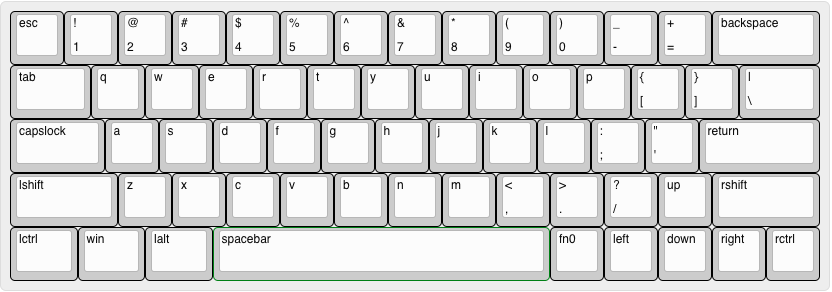 esc ! @ # $ % ^ & * ( ) _ + backspace
1 2 3 4 5 6 7 8 9 0 - =
tab q w e r t y u i o p { } |
[ ] \
capslock a s d f g h j k l : " return
; '
lshift z x c v b n m < > ? up rshift
, . /
lctrl win lalt spacebar fn0 left down right rctrl